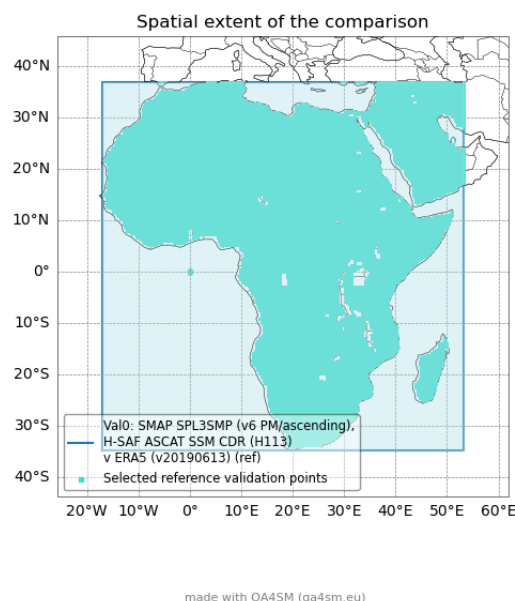 Spatial extent of the comparison
40°N
30°N
20°N
10°N
0°
10°S
20°S
30°S
40°S
Val0: SMAP SPL3SMP (v6 PM/ascending),
H-SAF ASCAT SSM CDR (H113)
v ERA5 (v20190613) (ref)
Selected reference validation points
20°W 10°W 0° 10°E 20°E 30°E 40°E 50°E 60°E
made with QA4SM (qa4sm.eu)